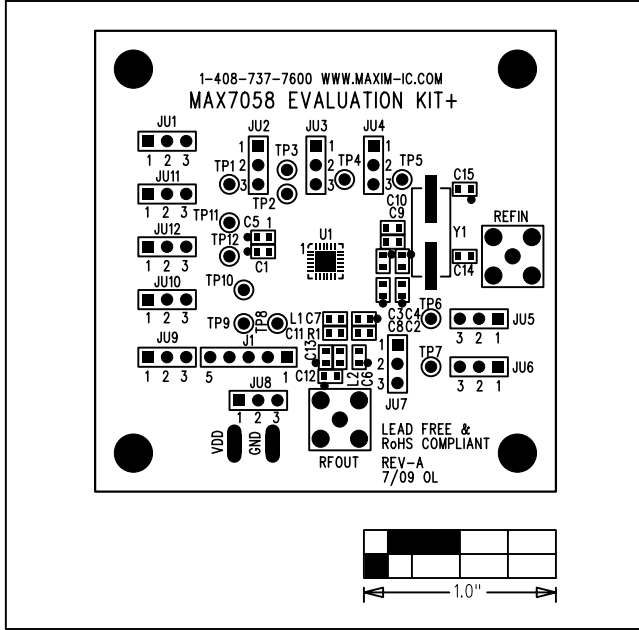 1-408-737-7600 WWW.MAXIM-IC.COM
MAX7058 EVALUATION KIT+
JU1
1 2 3
JU2
1
2
3
JU3
1
2
3
JU4
1
2
3
TP1
TP3
TP2
TP4
TP5
C15
JU11
1 2 3
TP11
C10
C9
REFIN
C5 1
U1
1
Y1
JU12
1 2 3
TP12
C1
C14
TP10
JU10
1 2 3
TP9
TP8
L1 C7
C11 R1
C3 C4
C8 C2
TP6
JU5
3 2 1
JU9
1 2 3
J1
5 1
C13
C12
L2
C6
1
2
3
JU7
TP7
JU6
3 2 1
JU8
1 2 3
VDD
GND
RFOUT
LEAD FREE &
RoHS COMPLIANT
REV-A
7/09 OL
1.0"